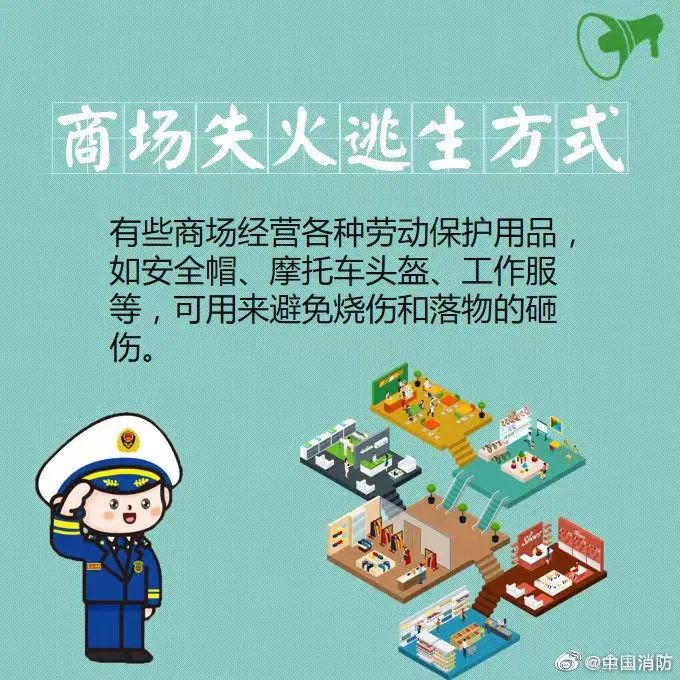 商场失火逃生方式
有些商场经营各种劳动保护用品，
如安全帽、摩托车头盔、工作服
等，可用来避免烧伤和落物的砸
伤。
Shoes
@中国消防